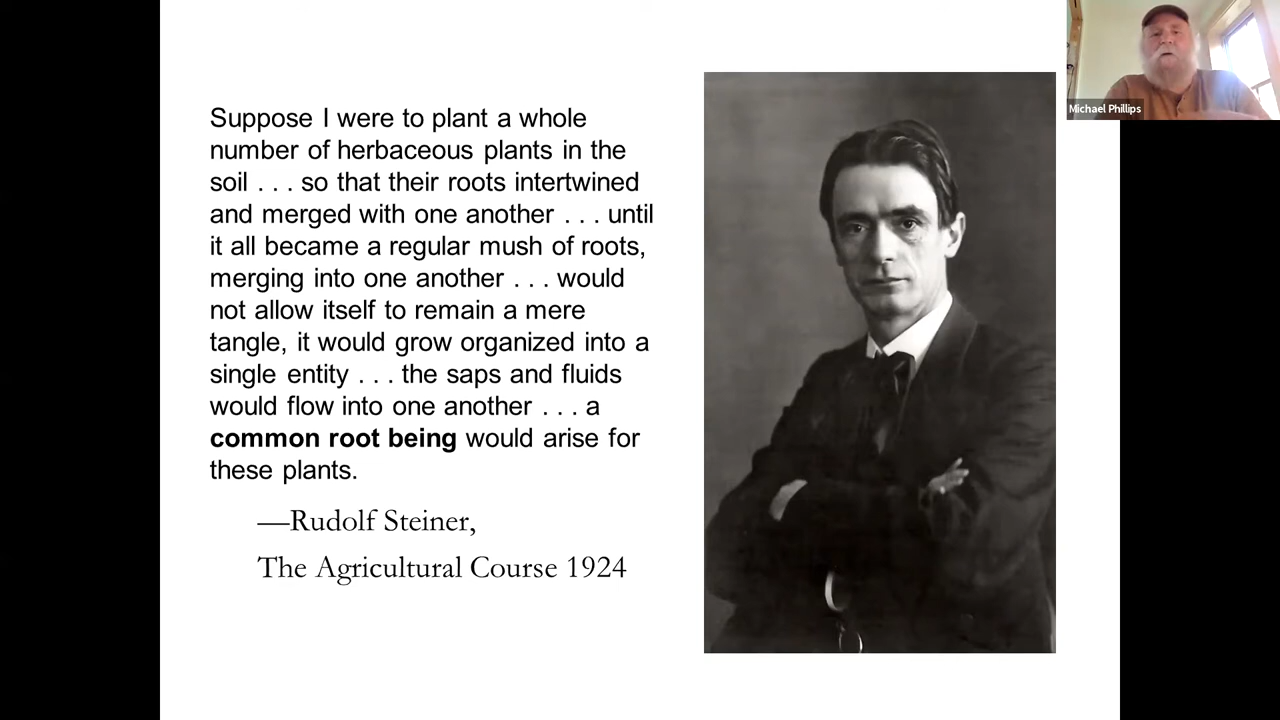 Suppose I were to plant a whole
number of herbaceous plants in the
soil . . . so that their roots intertwined
and merged with one another . . . until
it all became a regular mush of roots,
merging into one another . . . would
not allow itself to remain a mere
tangle, it would grow organized into a
single entity . . . the saps and fluids
would flow into one another . . . a
common root being would arise for
these plants.
—Rudolf Steiner,
The Agricultural Course 1924
Michael Phillips